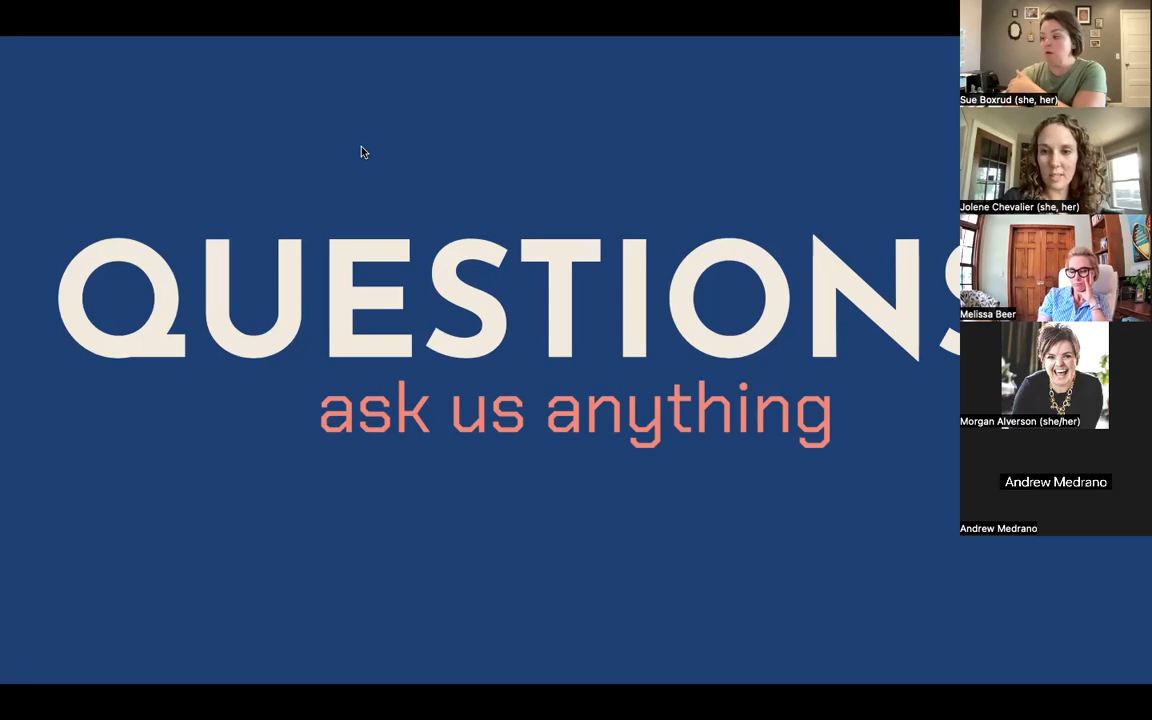 QUESTIONS
ask us anything
Sue Boxrud (she, her)
Jolene Chevalier (she, her)
Melissa Beer
Morgan Alverson (she/her)
Andrew Medrano
Andrew Medrano